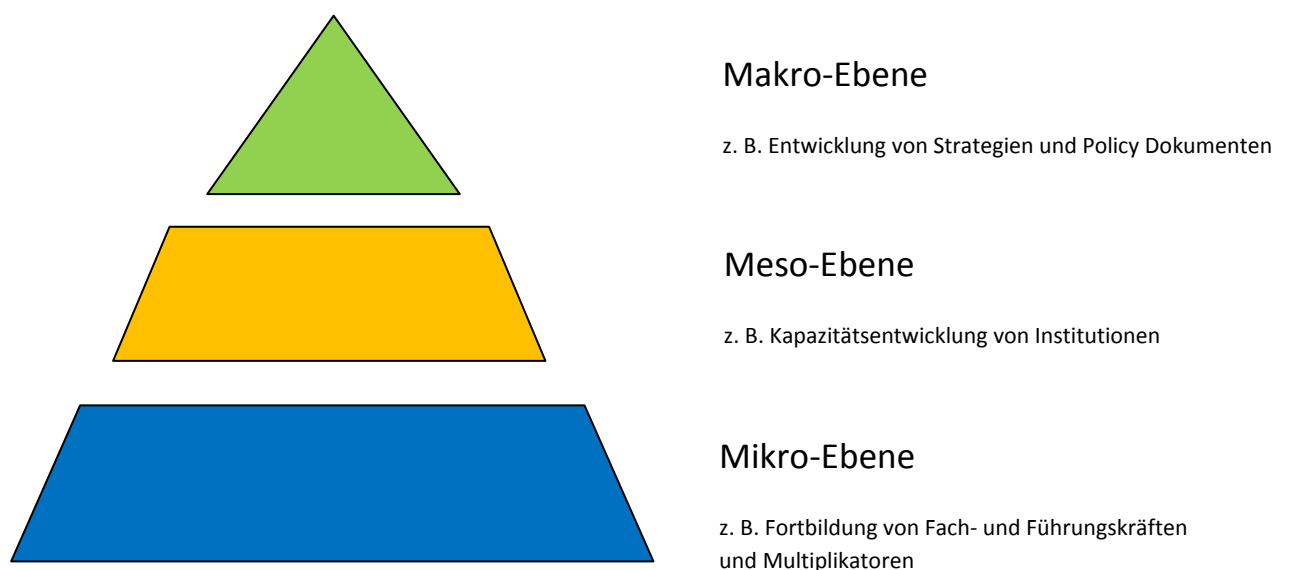 Makro-Ebene
z. B. Entwicklung von Strategien und Policy Dokumenten
Meso-Ebene
z. B. Kapazitätsentwicklung von Institutionen
Mikro-Ebene
z. B. Fortbildung von Fach- und Führungskräften
und Multiplikatoren